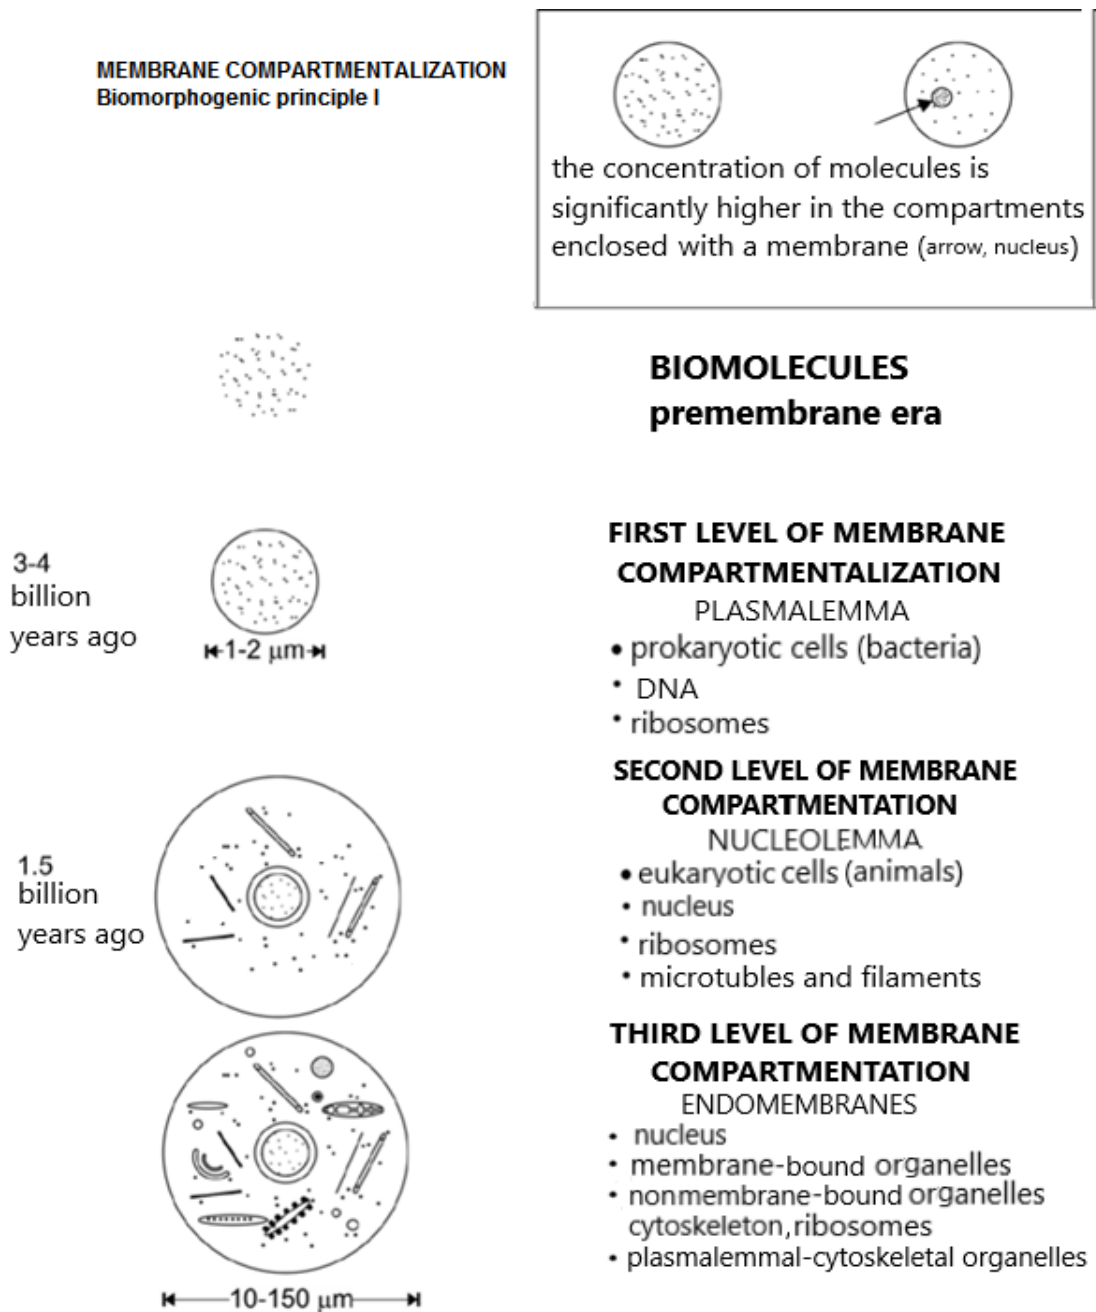 MEMBRANE COMPARTMENTALIZATION
Biomorphogenic principle I
the concentration of molecules is
significantly higher in the compartments
enclosed with a membrane (arrow, nucleus)
BIOMOLECULES
premembrane era
3-4
billion
years ago
1-2 μm
FIRST LEVEL OF MEMBRANE
COMPARTMENTALIZATION
PLASMALEMMA
• prokaryotic cells (bacteria)
• DNA
• ribosomes
1.5
billion
years ago
SECOND LEVEL OF MEMBRANE
COMPARTMENTATION
NUCLEOLEMMA
• eukaryotic cells (animals)
• nucleus
• ribosomes
• microtubles and filaments
THIRD LEVEL OF MEMBRANE
COMPARTMENTATION
ENDOMEMBRANES
• nucleus
• membrane-bound organelles
• nonmembrane-bound organelles
cytoskeleton, ribosomes
• plasmalemmal-cytoskeletal organelles
10-150 μm